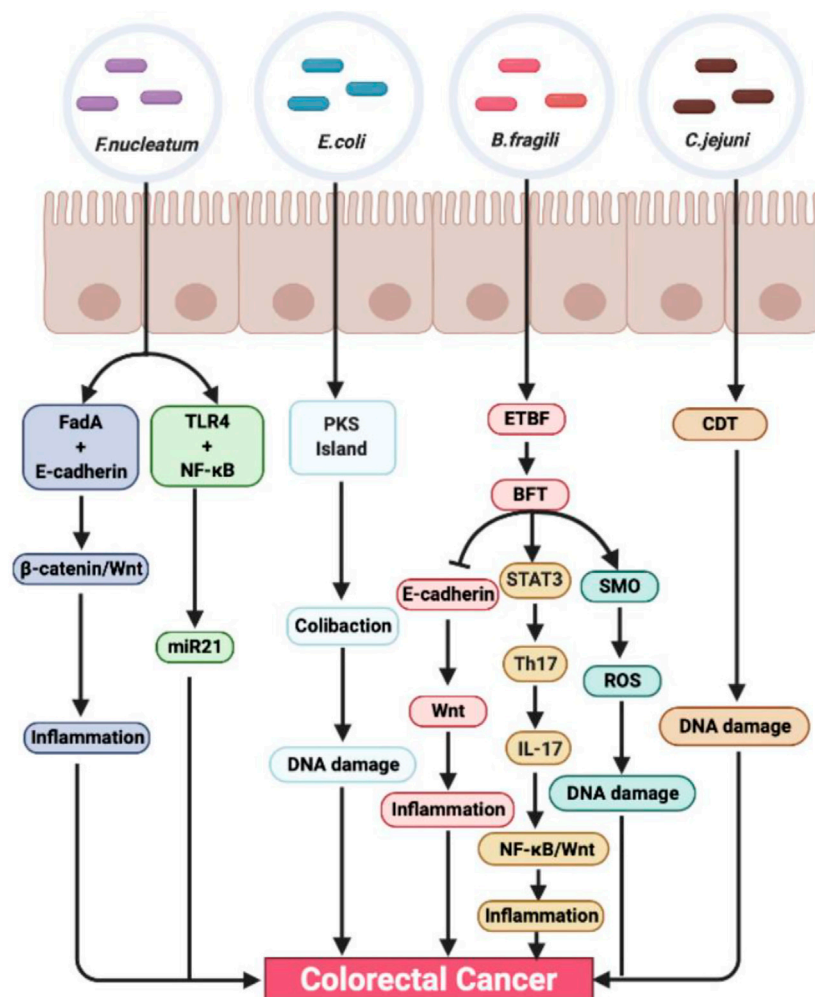 F.nucleatum
E.coli
B.fragili
C.jejuni
FadA
+
E-cadherin
TLR4
+
NF-κB
PKS
Island
ETBF
CDT
BFT
β-catenin/Wnt
E-cadherin
STAT3
SMO
Colibaction
miR21
Th17
ROS
Wnt
Inflammation
IL-17
DNA damage
DNA damage
DNA damage
Inflammation
NF-κB/Wnt
Inflammation
Colorectal Cancer